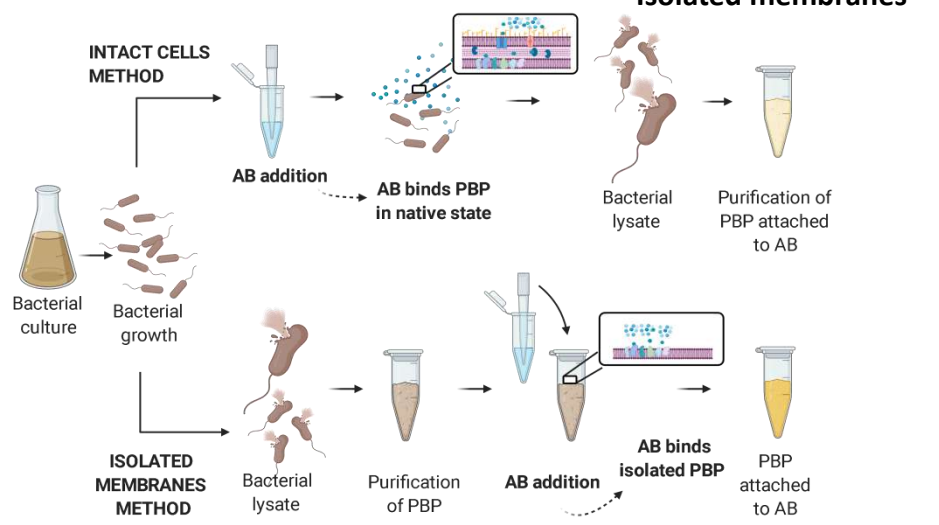 Isolated membranes
INTACT CELLS
METHOD
AB addition
AB binds PBP
in native state
Bacterial
lysate
Purification of
PBP attached
to AB
Bacterial
culture
Bacterial
growth
ISOLATED
MEMBRANES
METHOD
Bacterial
lysate
Purification
of PBP
AB addition
AB binds
isolated PBP
PBP
attached
to AB